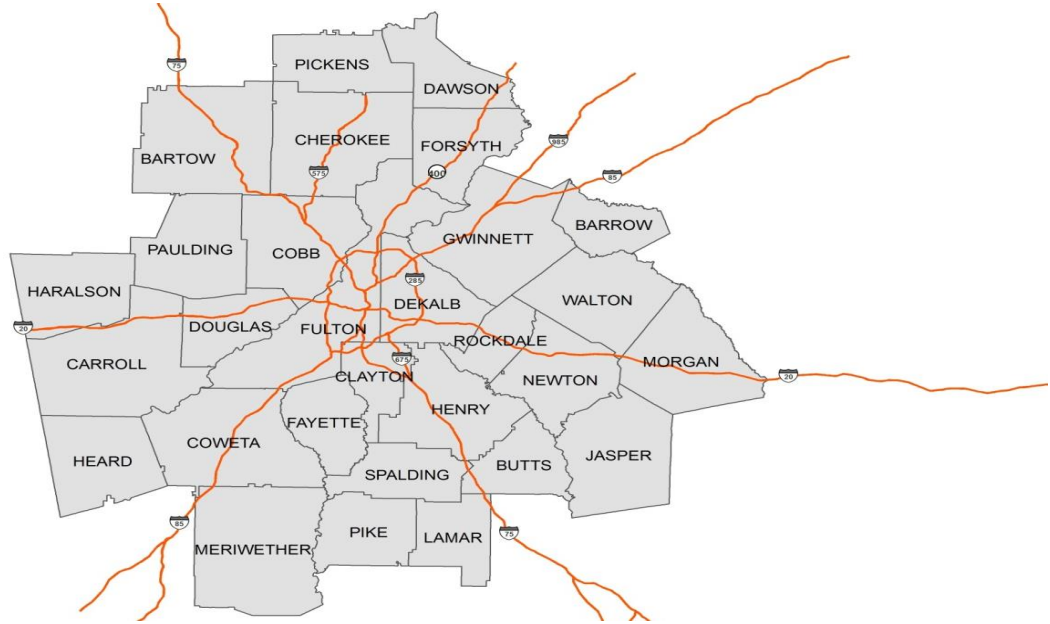 PICKENS
75
DAWSON
CHEROKEE
FORSYTH
985
BARTOW
575
400
85
BARROW
PAULDING
COBB
GWINNETT
285
HARALSON
DEKALB
WALTON
20
DOUGLAS
FULTON
ROCKDALE
CARROLL
675
MORGAN
CLAYTON
NEWTON
20
HENRY
FAYETTE
COWETA
HEARD
SPALDING
BUTTS
JASPER
85
PIKE
LAMAR
75
MERIWETHER